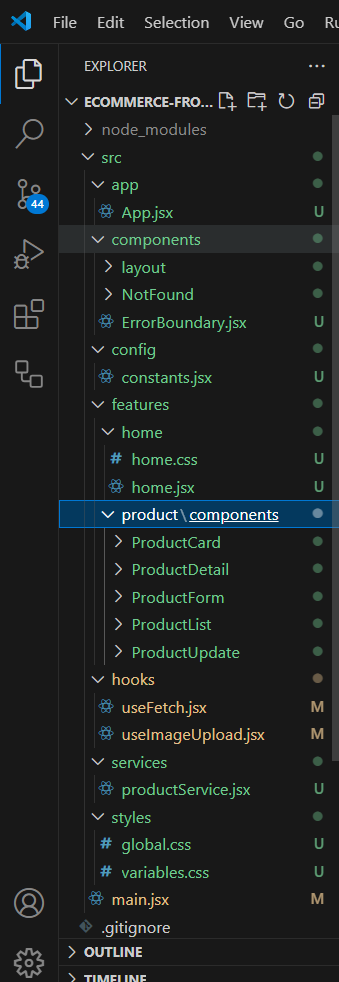 File Edit Selection View Go Ru
EXPLORER ...
ECOMMERCE-FRO...
node_modules
src
app
App.jsx U
components
layout
NotFound
ErrorBoundary.jsx U
config
constants.jsx U
features
home
# home.css U
home.jsx U
product\components
ProductCard
ProductDetail
ProductForm
ProductList
ProductUpdate
hooks
useFetch.jsx M
useImageUpload.jsx M
services
productService.jsx U
styles
# global.css U
# variables.css U
main.jsx M
.gitignore
OUTLINE
TIMELINE
44